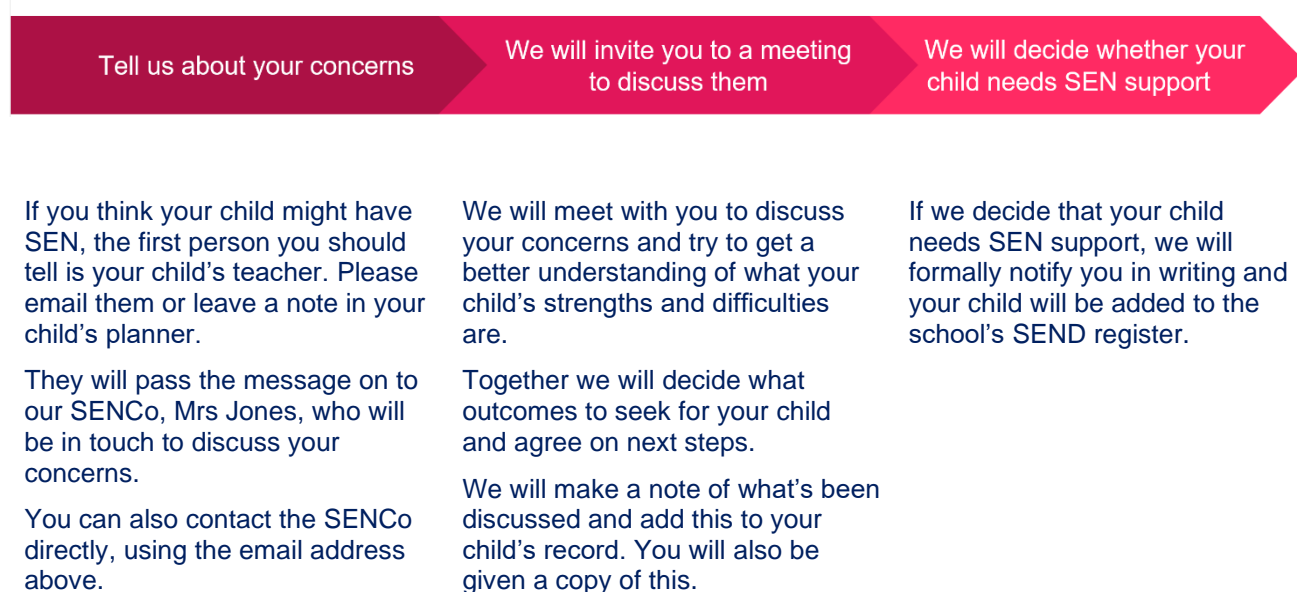 Tell us about your concerns
We will invite you to a meeting
to discuss them
We will decide whether your
child needs SEN support
If you think your child might have
SEN, the first person you should
tell is your child’s teacher. Please
email them or leave a note in your
child’s planner.
They will pass the message on to
our SENCo, Mrs Jones, who will
be in touch to discuss your
concerns.
You can also contact the SENCo
directly, using the email address
above.
We will meet with you to discuss
your concerns and try to get a
better understanding of what your
child’s strengths and difficulties
are.
Together we will decide what
outcomes to seek for your child
and agree on next steps.
We will make a note of what’s been
discussed and add this to your
child’s record. You will also be
given a copy of this.
If we decide that your child
needs SEN support, we will
formally notify you in writing and
your child will be added to the
school’s SEND register.